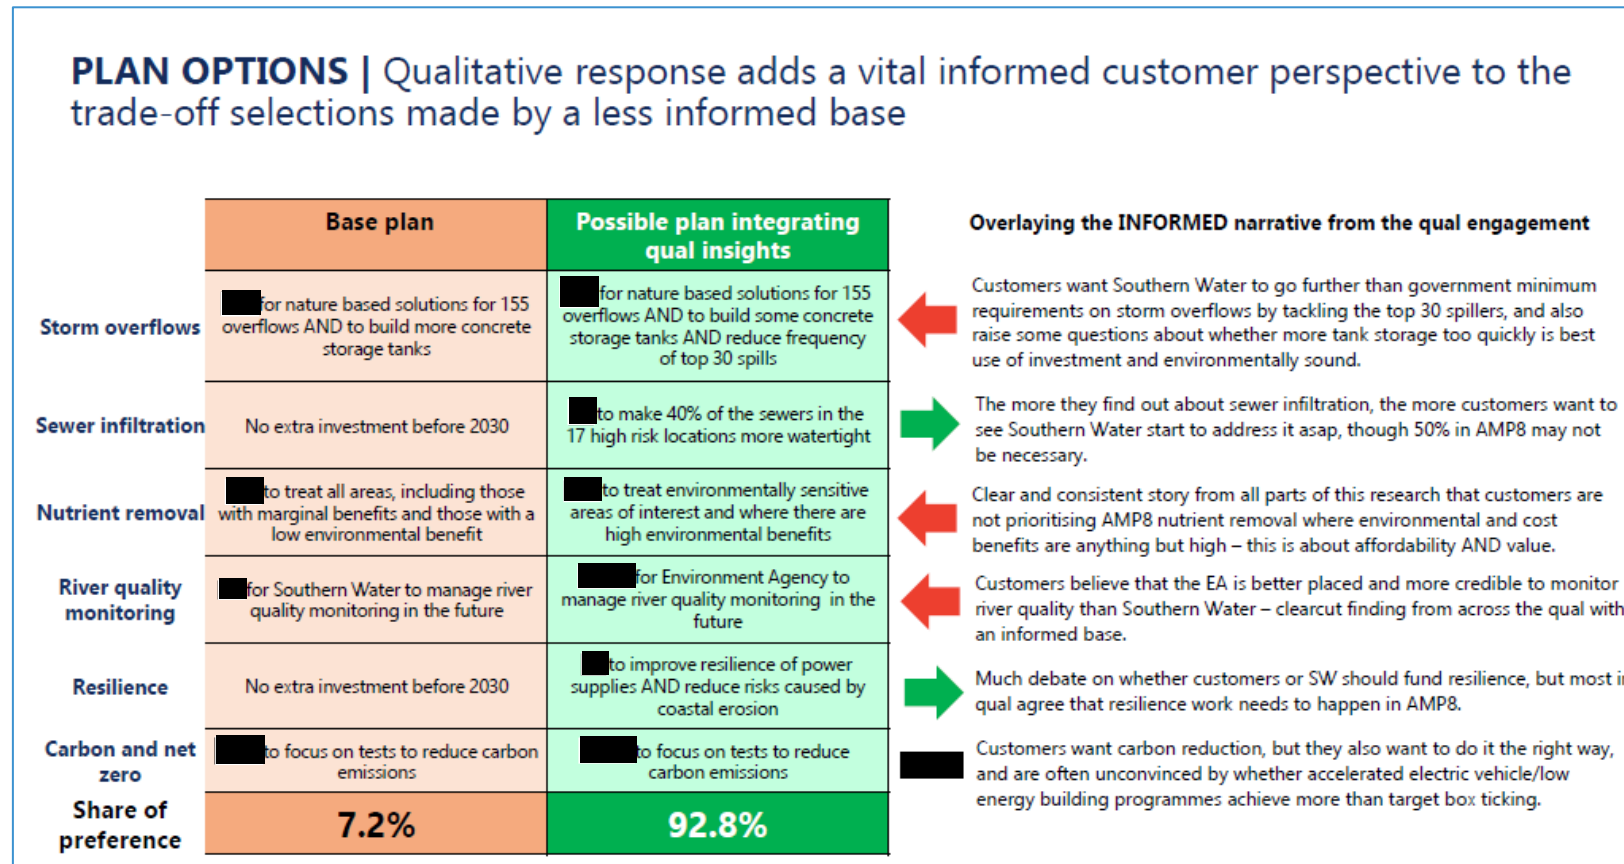 PLAN OPTIONS | Qualitative response adds a vital informed customer perspective to the
trade-off selections made by a less informed base
Base plan
Possible plan integrating
qual insights
Overlaying the INFORMED narrative from the qual engagement
Storm overflows
for nature based solutions for 155
overflows AND to build more concrete
storage tanks
for nature based solutions for 155
overflows AND to build some concrete
storage tanks AND reduce frequency
of top 30 spills
Customers want Southern Water to go further than government minimum
requirements on storm overflows by tackling the top 30 spillers, and also
raise some questions about whether more tank storage too quickly is best
use of investment and environmentally sound.
Sewer infiltration
No extra investment before 2030
to make 40% of the sewers in the
17 high risk locations more watertight
The more they find out about sewer infiltration, the more customers want to
see Southern Water start to address it asap, though 50% in AMP8 may not
be necessary.
Nutrient removal
to treat all areas, including those
with marginal benefits and those with a
low environmental benefit
to treat environmentally sensitive
areas of interest and where there are
high environmental benefits
Clear and consistent story from all parts of this research that customers are
not prioritising AMP8 nutrient removal where environmental and cost
benefits are anything but high – this is about affordability AND value.
River quality
monitoring
for Southern Water to manage river
quality monitoring in the future
for Environment Agency to
manage river quality monitoring in the
future
Customers believe that the EA is better placed and more credible to monitor
river quality than Southern Water – clearcut finding from across the qual with
an informed base.
Resilience
No extra investment before 2030
to improve resilience of power
supplies AND reduce risks caused by
coastal erosion
Much debate on whether customers or SW should fund resilience, but most in
qual agree that resilience work needs to happen in AMP8.
Carbon and net
zero
to focus on tests to reduce carbon
emissions
to focus on tests to reduce
carbon emissions
Customers want carbon reduction, but they also want to do it the right way,
and are often unconvinced by whether accelerated electric vehicle/low
energy building programmes achieve more than target box ticking.
Share of
preference
7.2%
92.8%